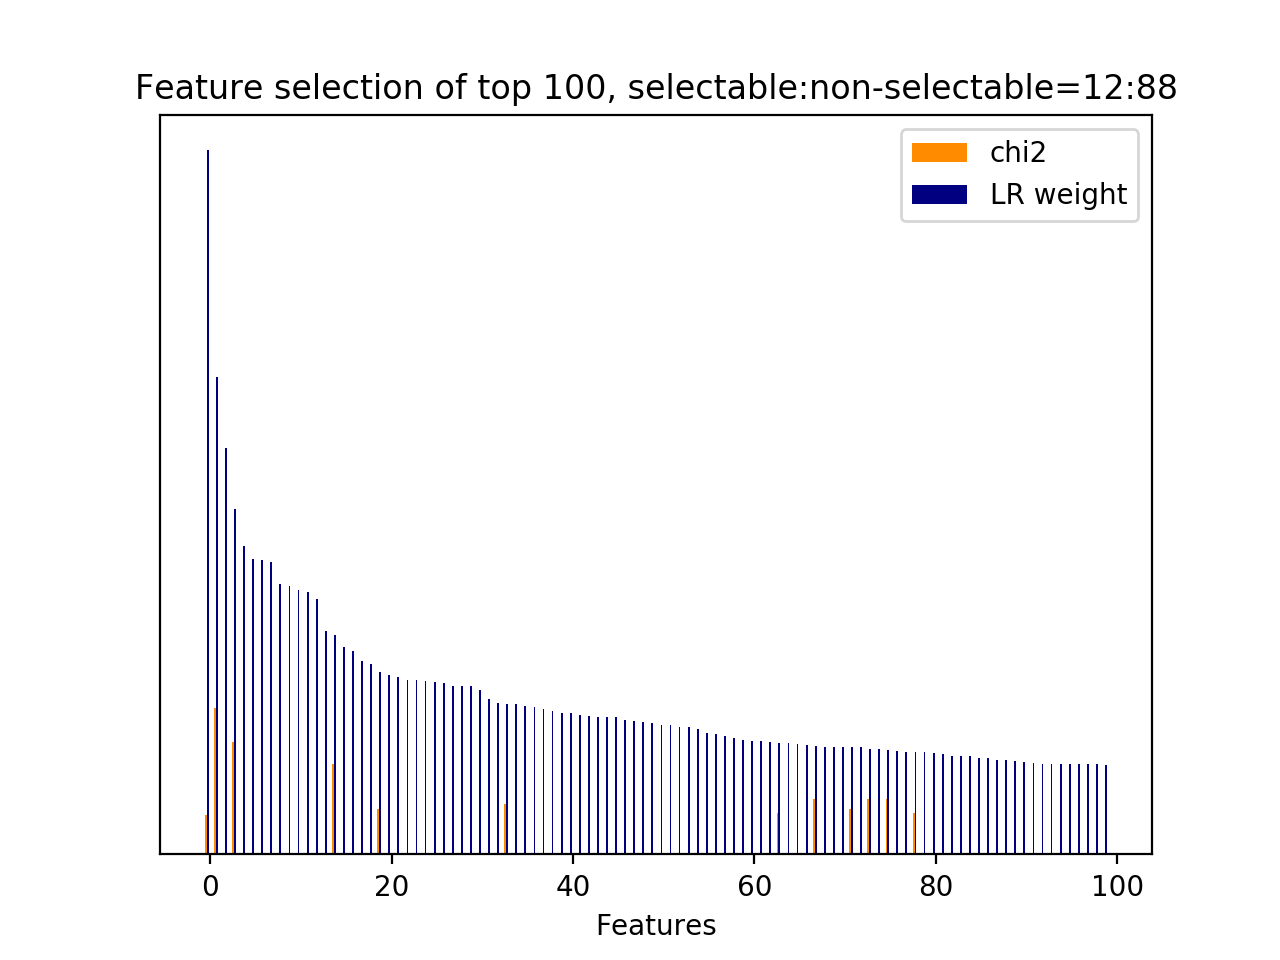 Feature selection of top 100, selectable:non-selectable=12:88
chi2
LR weight
0 20 40 60 80 100
Features